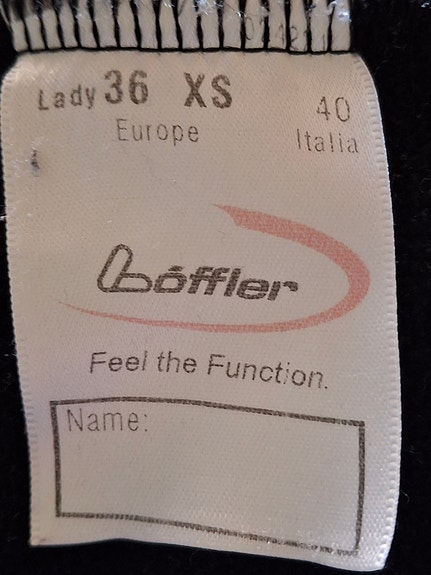 Lady 36 XS 40
Europe Italia
Löffler
Feel the Function.
Name: